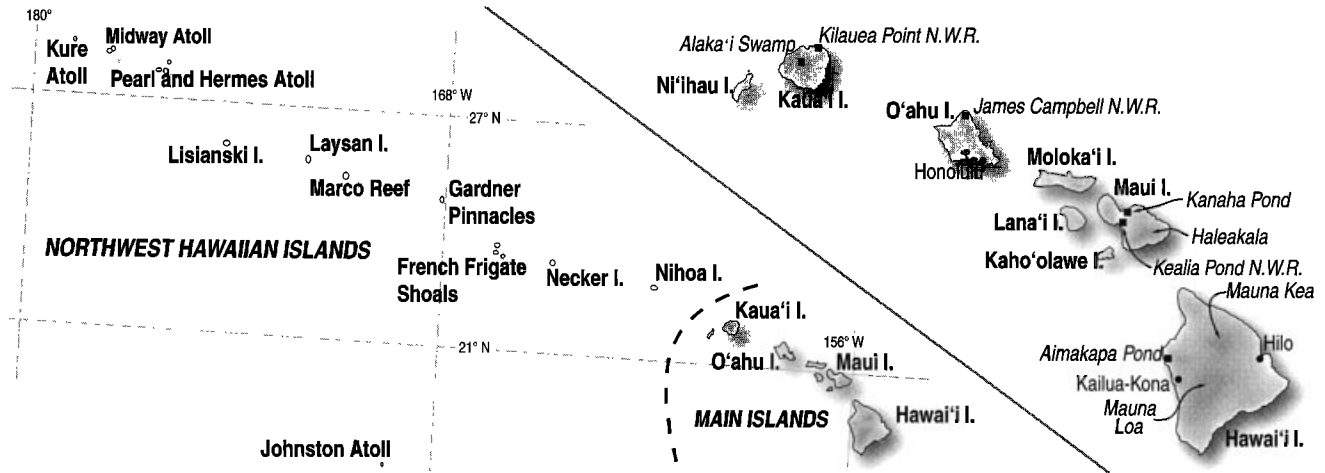 180°
Kure
Atoll
Midway Atoll
Pearl and Hermes Atoll
168° W
27° N
Lisianski I.
Laysan I.
Marco Reef
Gardner
Pinnacles
NORTHWEST HAWAIIAN ISLANDS
French Frigate
Shoals
Necker I.
Nihoa I.
Kaua‘i I.
21° N
156° W
O‘ahu I.
Maui I.
MAIN ISLANDS
Hawai‘i I.
Johnston Atoll
Alaka‘i Swamp
Kilauea Point N.W.R.
Ni‘ihau I.
Kaua‘i I.
O‘ahu I.
James Campbell N.W.R.
Honolulu
Moloka‘i I.
Maui I.
Kanaha Pond
Lana‘i I.
Haleakala
Kaho‘olawe I.
Kealia Pond N.W.R.
Mauna Kea
Hilo
Aimakapa Pond
Kailua-Kona
Mauna
Loa
Hawai‘i I.